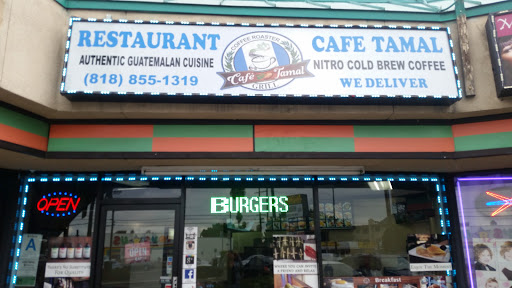 RESTAURANT
AUTHENTIC GUATEMALAN CUISINE
(818) 855-1319
COFFEE ROASTER
Café Tamal
GRILL
CAFE TAMAL
NITRO COLD BREW COFFEE
WE DELIVER
OPEN
BURGERS
A
Breakfast